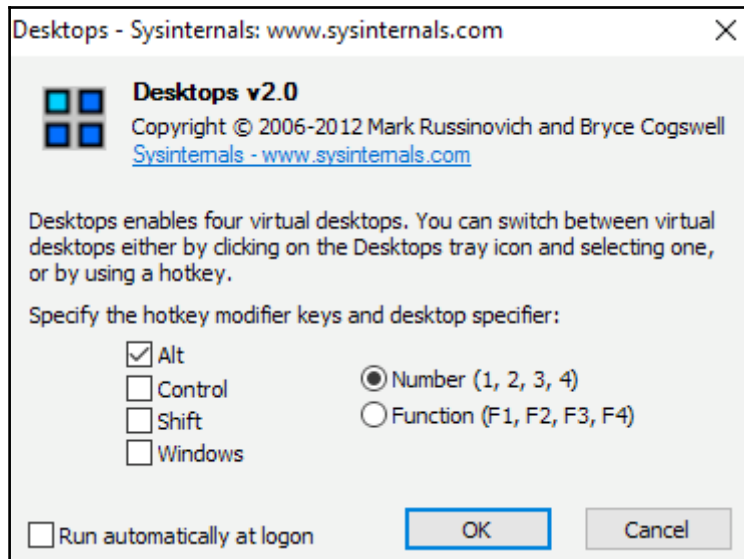 Desktops - Sysinternals: www.sysinternals.com
Desktops v2.0
Copyright © 2006-2012 Mark Russinovich and Bryce Cogswell
Sysinternals - www.sysinternals.com
Desktops enables four virtual desktops. You can switch between virtual
desktops either by clicking on the Desktops tray icon and selecting one,
or by using a hotkey.
Specify the hotkey modifier keys and desktop specifier:
Alt
Control
Shift
Windows
Number (1, 2, 3, 4)
Function (F1, F2, F3, F4)
Run automatically at logon
OK
Cancel